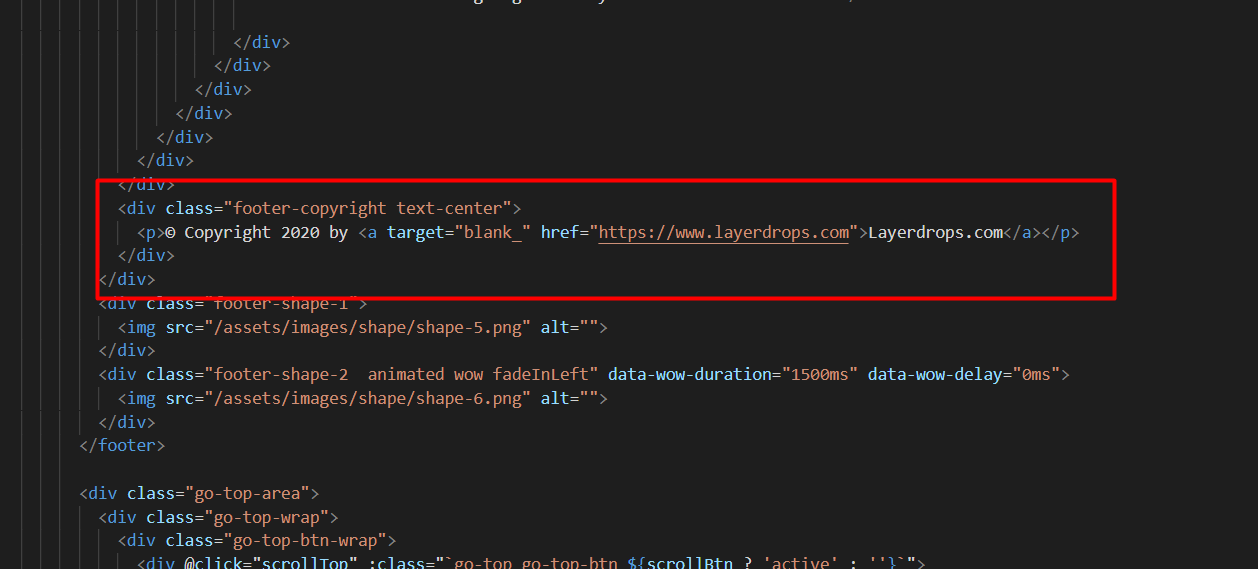 </div>
</div>
</div>
</div>
</div>
</div>
</div>
<div class="footer-copyright text-center">
<p>© Copyright 2020 by <a target="blank_" href="https://www.layerdrops.com">Layerdrops.com</a></p>
</div>
</div>
<div class="footer-shape-1">
<img src="/assets/images/shape/shape-5.png" alt="">
</div>
<div class="footer-shape-2  animated wow fadeInLeft" data-wow-duration="1500ms" data-wow-delay="0ms">
<img src="/assets/images/shape/shape-6.png" alt="">
</div>
</footer>
<div class="go-top-area">
<div class="go-top-wrap">
<div class="go-top-btn-wrap">
<div @click="scrollTop" :class="`go-top go-top-btn ${scrollBtn ? 'active' : ''}`">